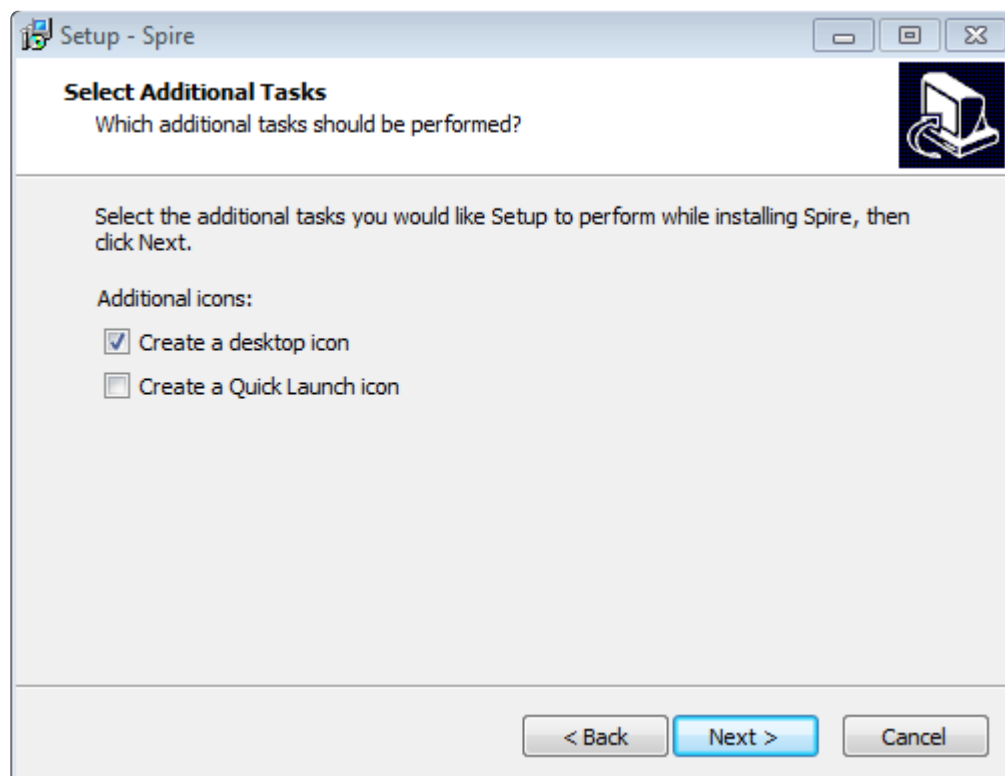 Setup - Spire
Select Additional Tasks
Which additional tasks should be performed?
Select the additional tasks you would like Setup to perform while installing Spire, then
click Next.
Additional icons:
Create a desktop icon
Create a Quick Launch icon
< Back Next > Cancel